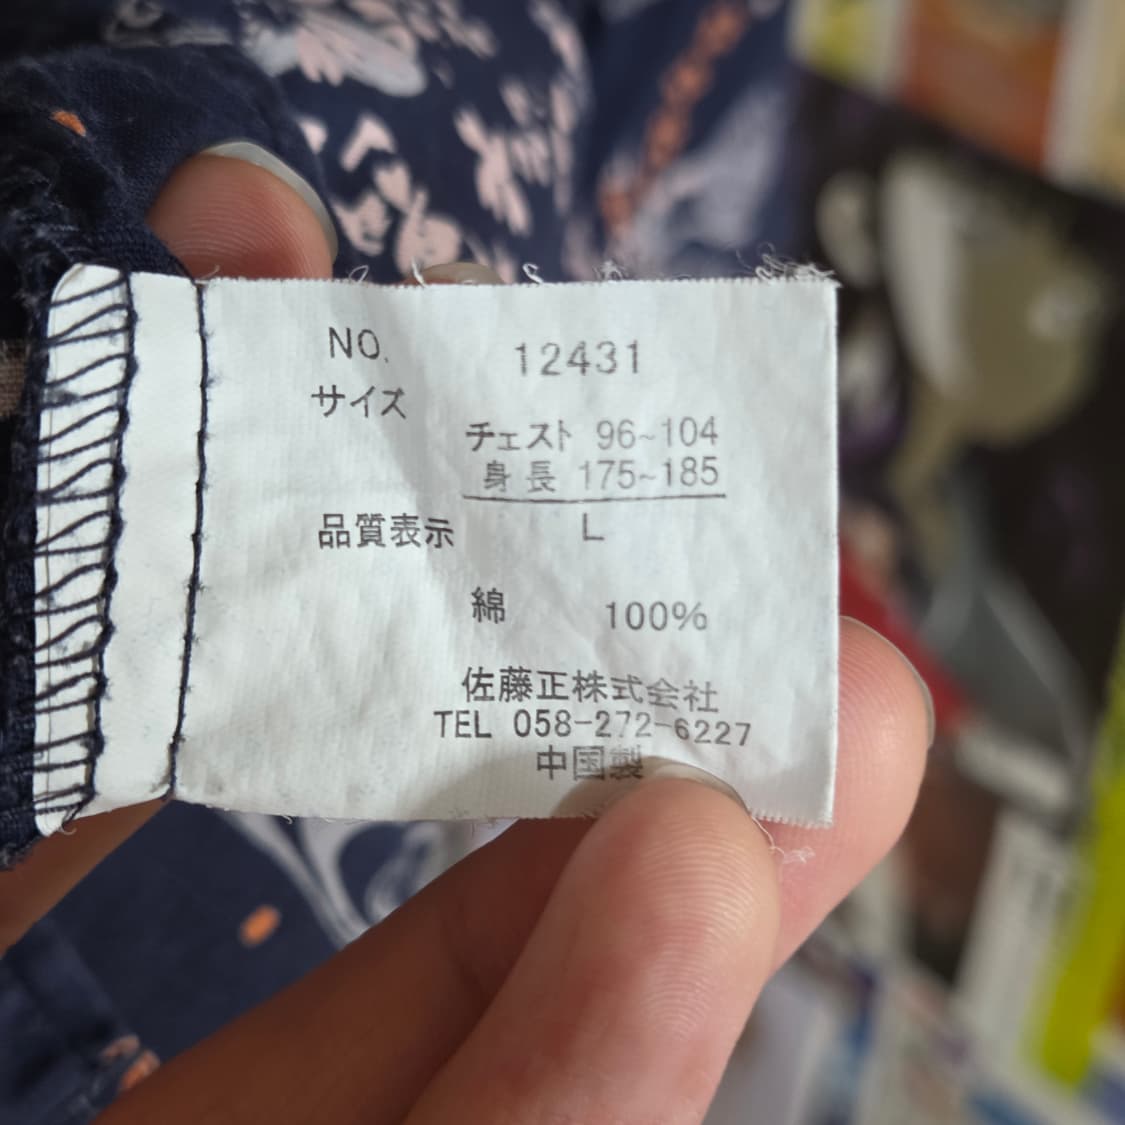 NO. 12431
サイズ
チェスト 96~104
身長 175~185
品質表示 L
綿 100%
佐藤正株式会社
TEL 058-272-6227
中国製